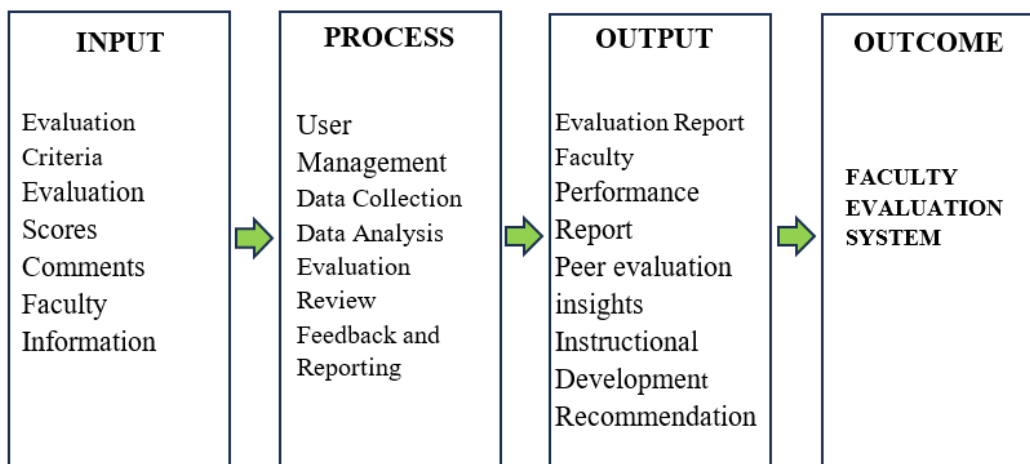 INPUT
Evaluation
Criteria
Evaluation
Scores
Comments
Faculty
Information
PROCESS
User
Management
Data Collection
Data Analysis
Evaluation
Review
Feedback and
Reporting
OUTPUT
Evaluation Report
Faculty
Performance
Report
Peer evaluation
insights
Instructional
Development
Recommendation
OUTCOME
FACULTY
EVALUATION
SYSTEM